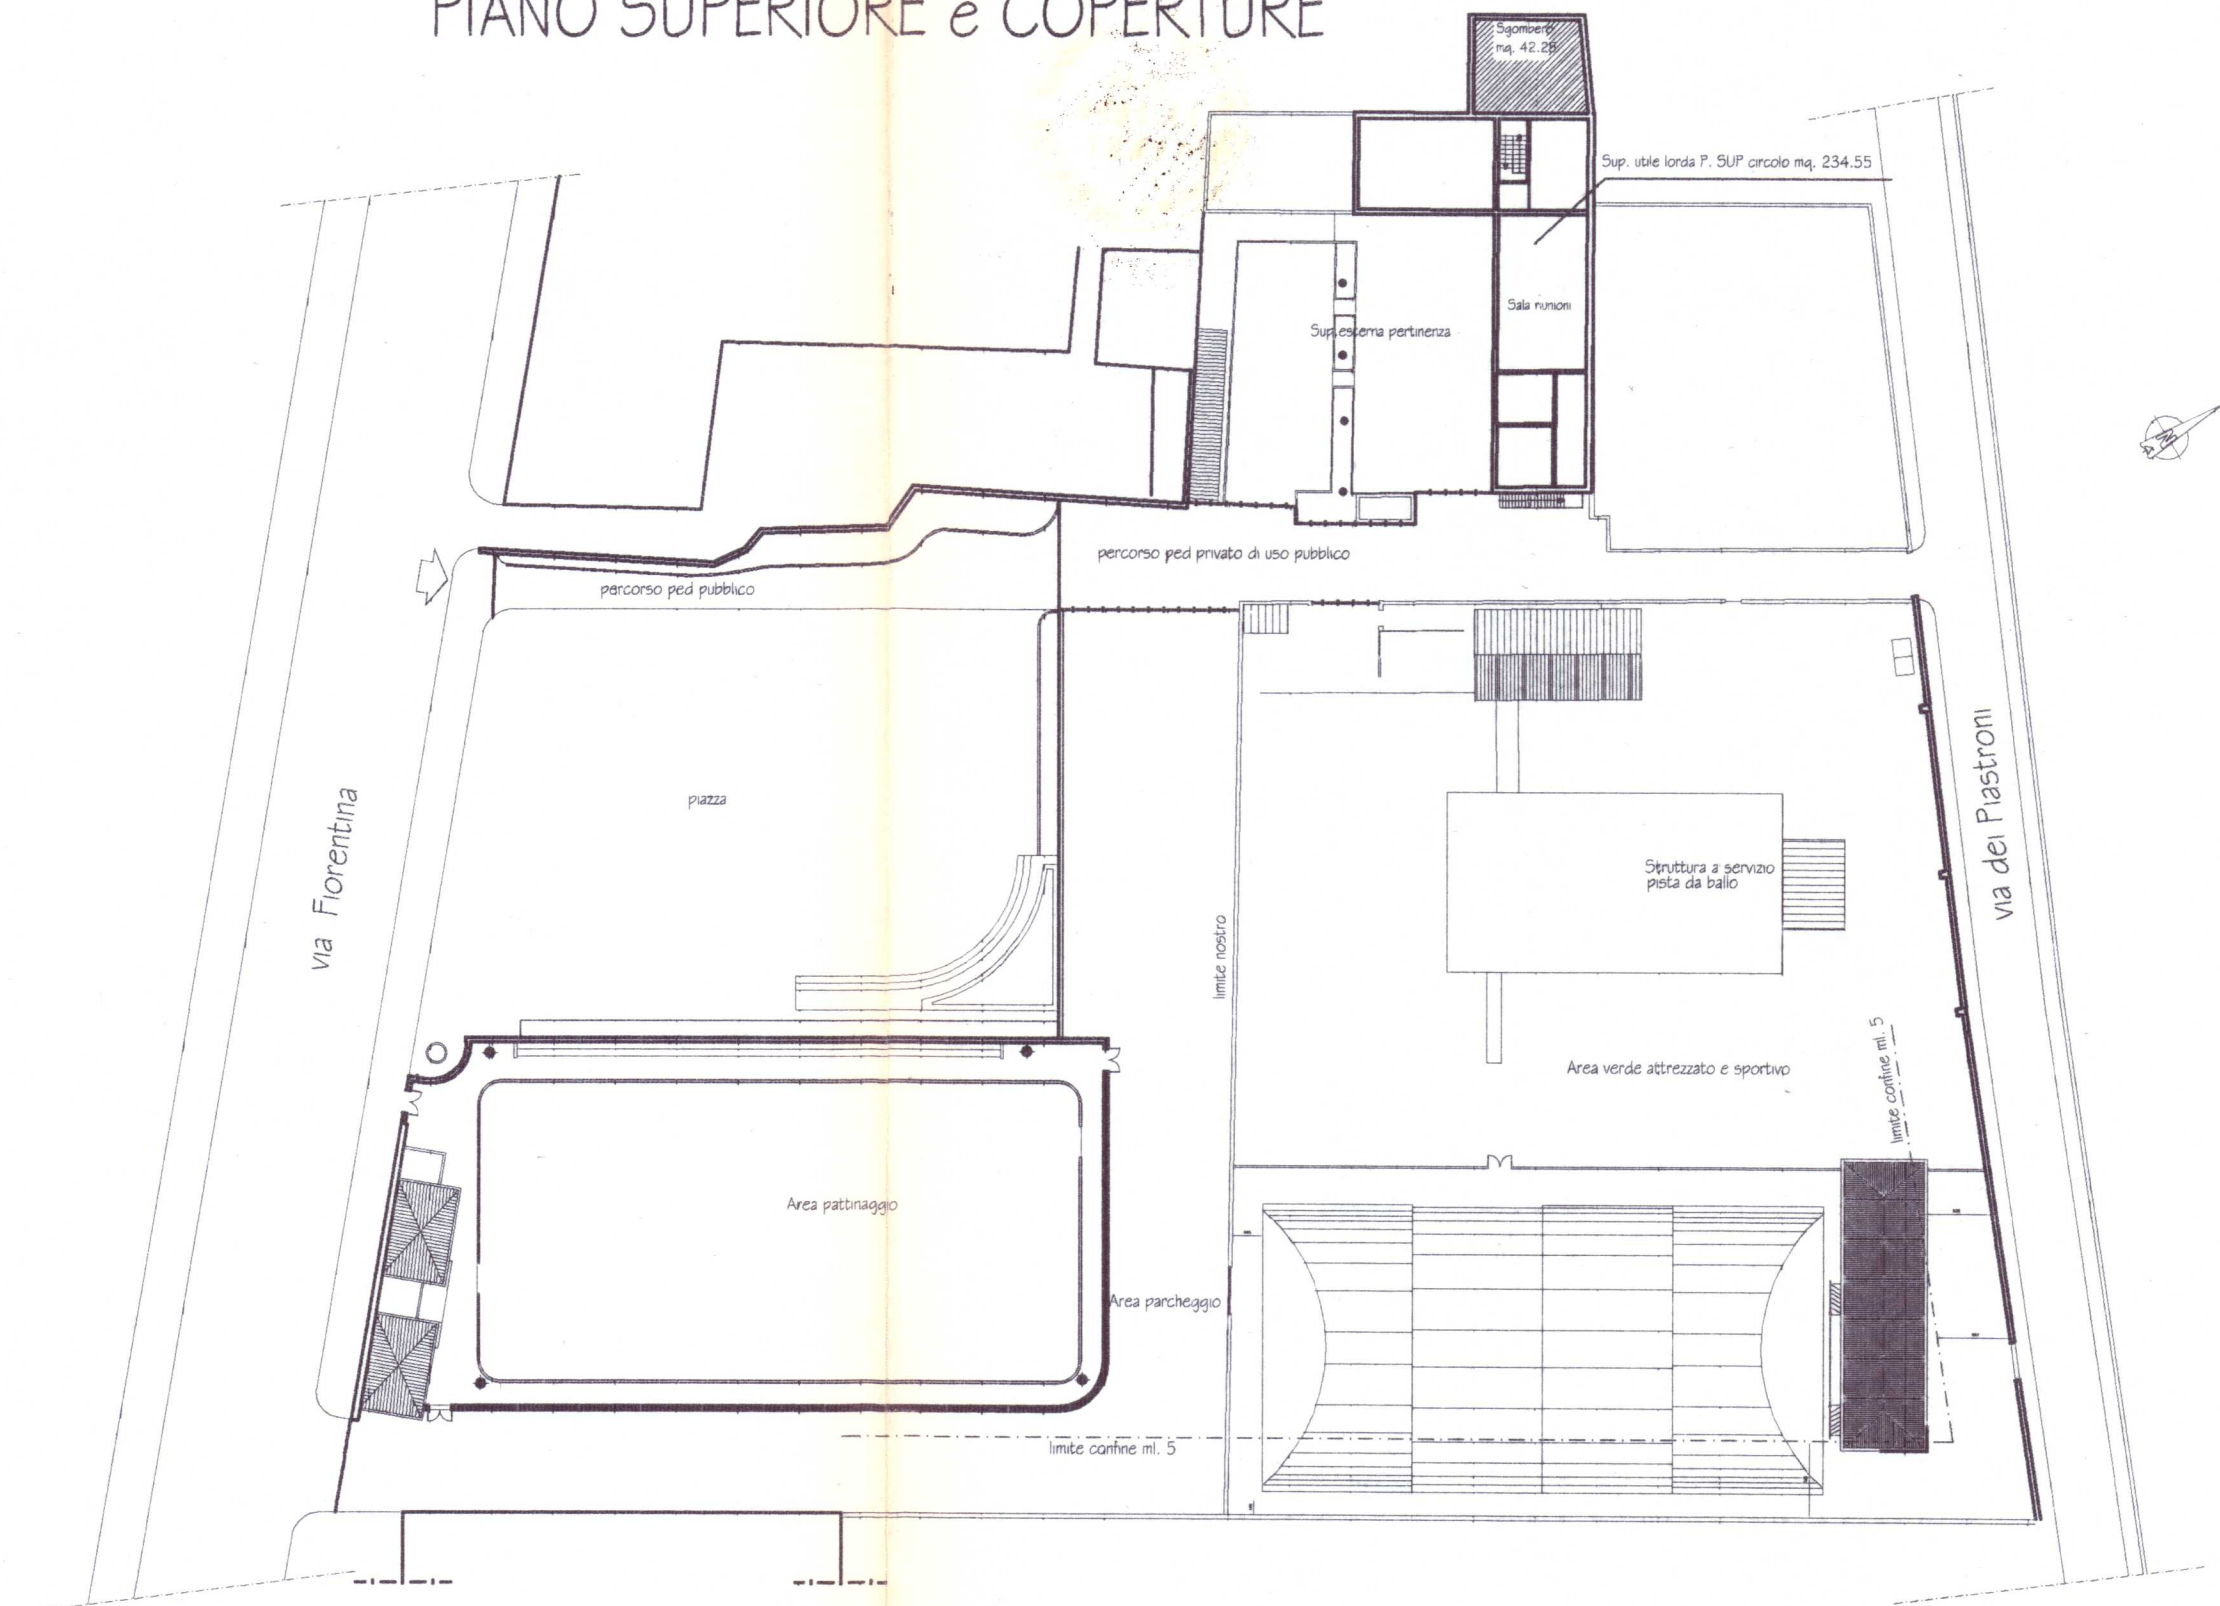 PIANO SUPERIORE e COPERTURE
Sgombero
mq. 42.28
Sup. utile lorda P. SUP circolo mq. 234.55
Sala riunioni
Sup. esterna pertinenza
percorso ped privato di uso pubblico
percorso ped pubblico
piazza
via Fiorentina
via dei Piastroni
Struttura a servizio
pista da ballo
limite nostro
Area verde attrezzato e sportivo
limite confine ml. 5
Area pattinaggio
Area parcheggio
limite confine ml. 5